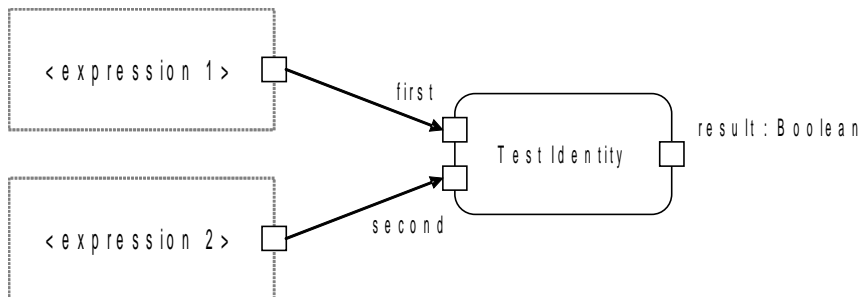 <expression 1>
first
result:Boolean
Test Identity
<expression 2>
second